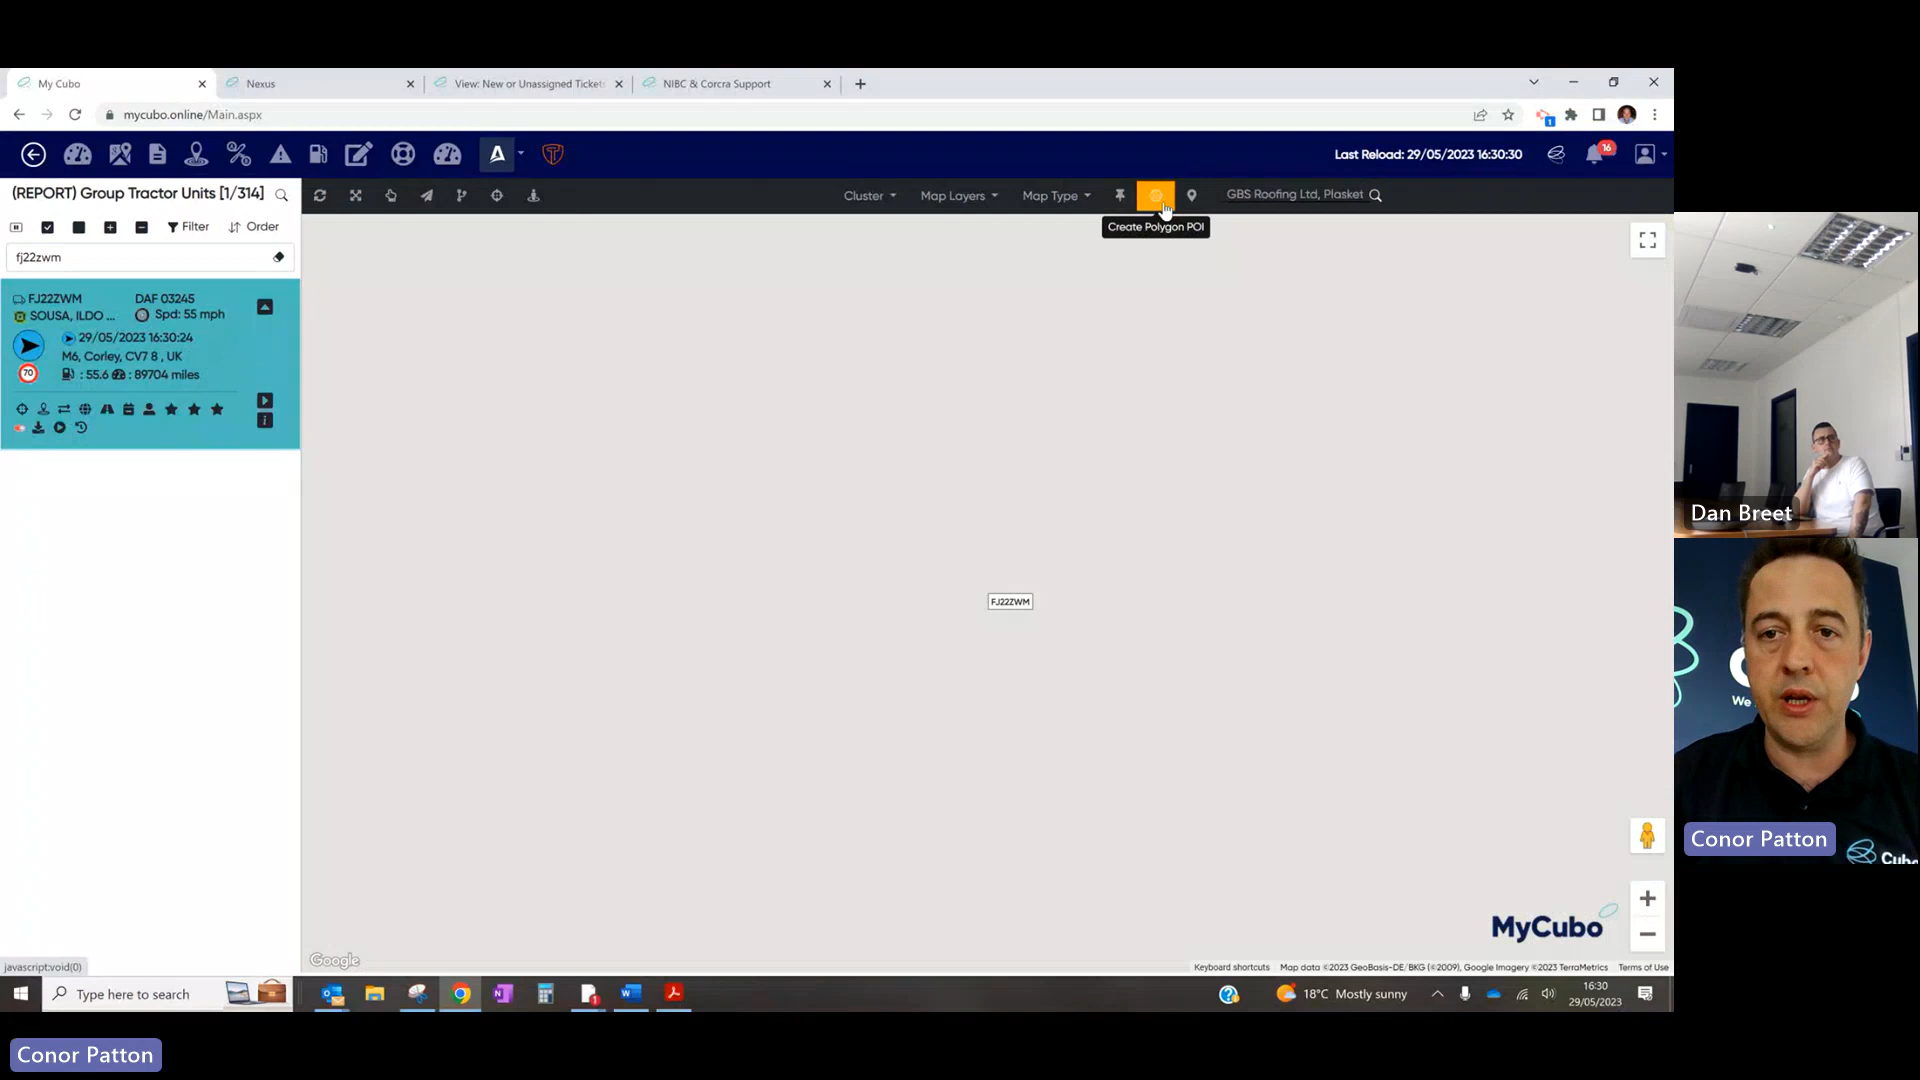 My Cubo
Nexus
View: New or Unassigned Tickets
NIBC & Corcra Support
mycubo.online/Main.aspx
1
Last Reload: 29/05/2023 16:30:30
16
(REPORT) Group Tractor Units [1/314]
Cluster
Map Layers
Map Type
GBS Roofing Ltd, Plasket
Filter
Order
Create Polygon POI
fj22zwm
FJ22ZWM
DAF 03245
SOUSA, ILDO ...
Spd: 55 mph
29/05/2023 16:30:24
M6, Corley, CV7 8 , UK
70
: 55.6
: 89704 miles
FJ22ZWM
Dan Breet
We
Conor Patton
Cubo
MyCubo
Google
javascript:void(0)
Keyboard shortcuts
Map data ©2023 GeoBasis-DE/BKG (©2009), Google Imagery ©2023 TerraMetrics
Terms of Use
Type here to search
18°C Mostly sunny
16:30
29/05/2023
Conor Patton